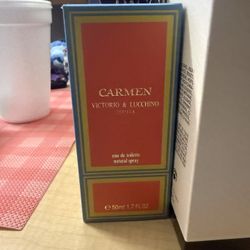 CARMEN
VICTORIO & LUCCHINO
eau de toilette
natural spray
℮ 50ml 1.7 fl.oz